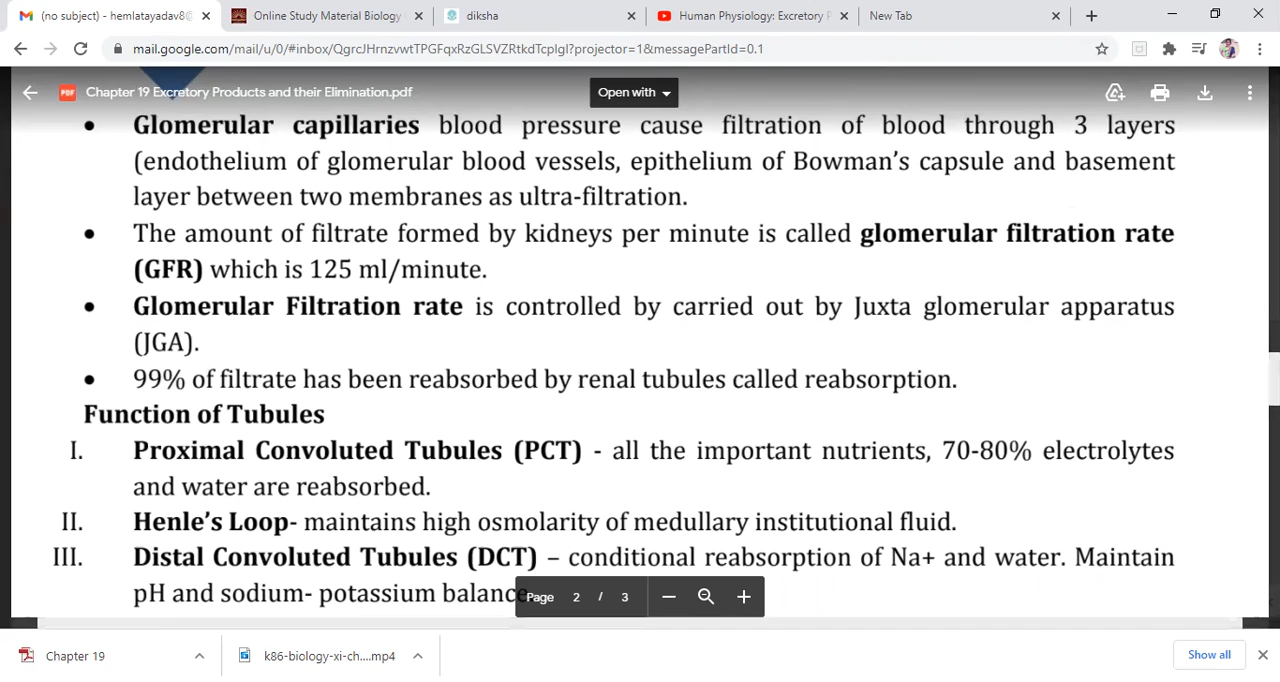 (no subject) - hemlatayadav8@
Online Study Material Biology
diksha
Human Physiology: Excretory P
New Tab
mail.google.com/mail/u/0/#inbox/QgrcJHrnzvwtTPGFqxRzGLSVZRtkdTcplgl?projector=1&messagePartId=0.1
PDF
Chapter 19 Excretory Products and their Elimination.pdf
Open with
• Glomerular capillaries blood pressure cause filtration of blood through 3 layers
(endothelium of glomerular blood vessels, epithelium of Bowman's capsule and basement
layer between two membranes as ultra-filtration.
• The amount of filtrate formed by kidneys per minute is called glomerular filtration rate
(GFR) which is 125 ml/minute.
• Glomerular Filtration rate is controlled by carried out by Juxta glomerular apparatus
(JGA).
• 99% of filtrate has been reabsorbed by renal tubules called reabsorption.
Function of Tubules
I. Proximal Convoluted Tubules (PCT) - all the important nutrients, 70-80% electrolytes
and water are reabsorbed.
II. Henle's Loop- maintains high osmolarity of medullary institutional fluid.
III. Distal Convoluted Tubules (DCT) – conditional reabsorption of Na+ and water. Maintain
pH and sodium- potassium balance
Page 2 / 3
Chapter 19
k86-biology-xi-ch....mp4
Show all